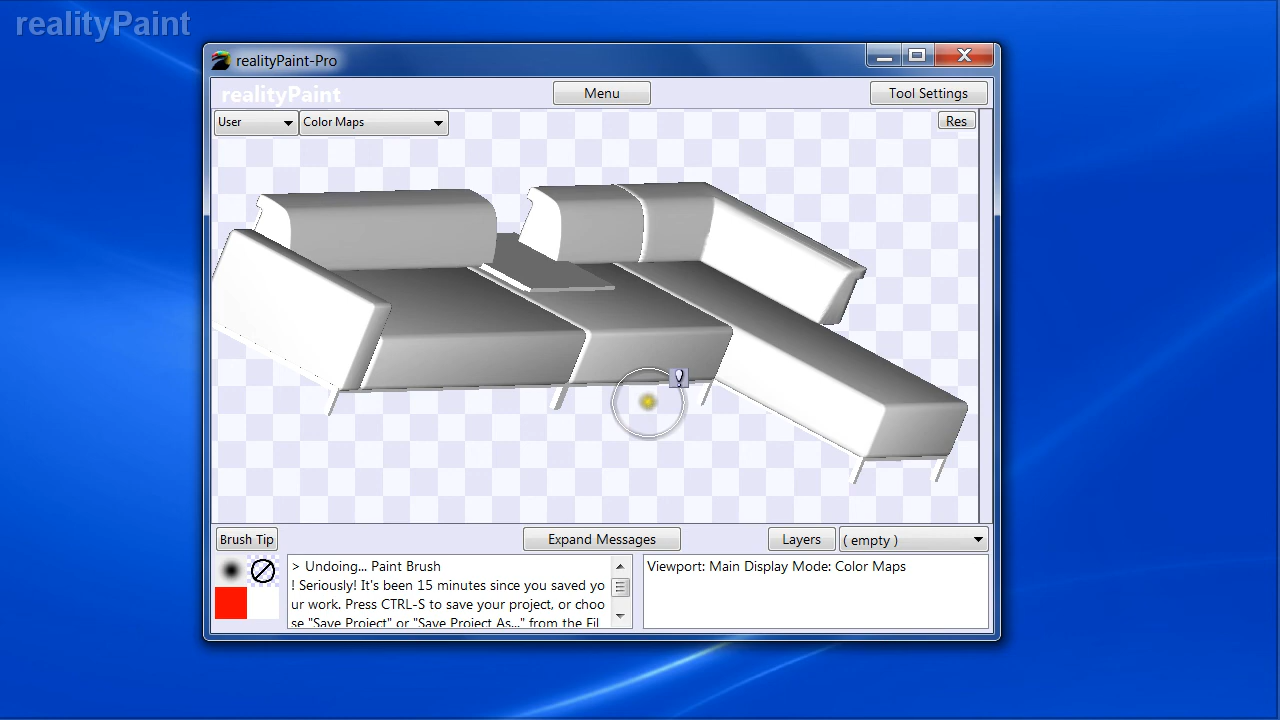 realityPaint
realityPaint-Pro
realityPaint
Menu
Tool Settings
User
Color Maps
Res
Brush Tip
Expand Messages
Layers
( empty )
> Undoing... Paint Brush
! Seriously! It's been 15 minutes since you saved yo
ur work. Press CTRL-S to save your project, or choo
se "Save Project" or "Save Project As..." from the Fil
Viewport: Main Display Mode: Color Maps